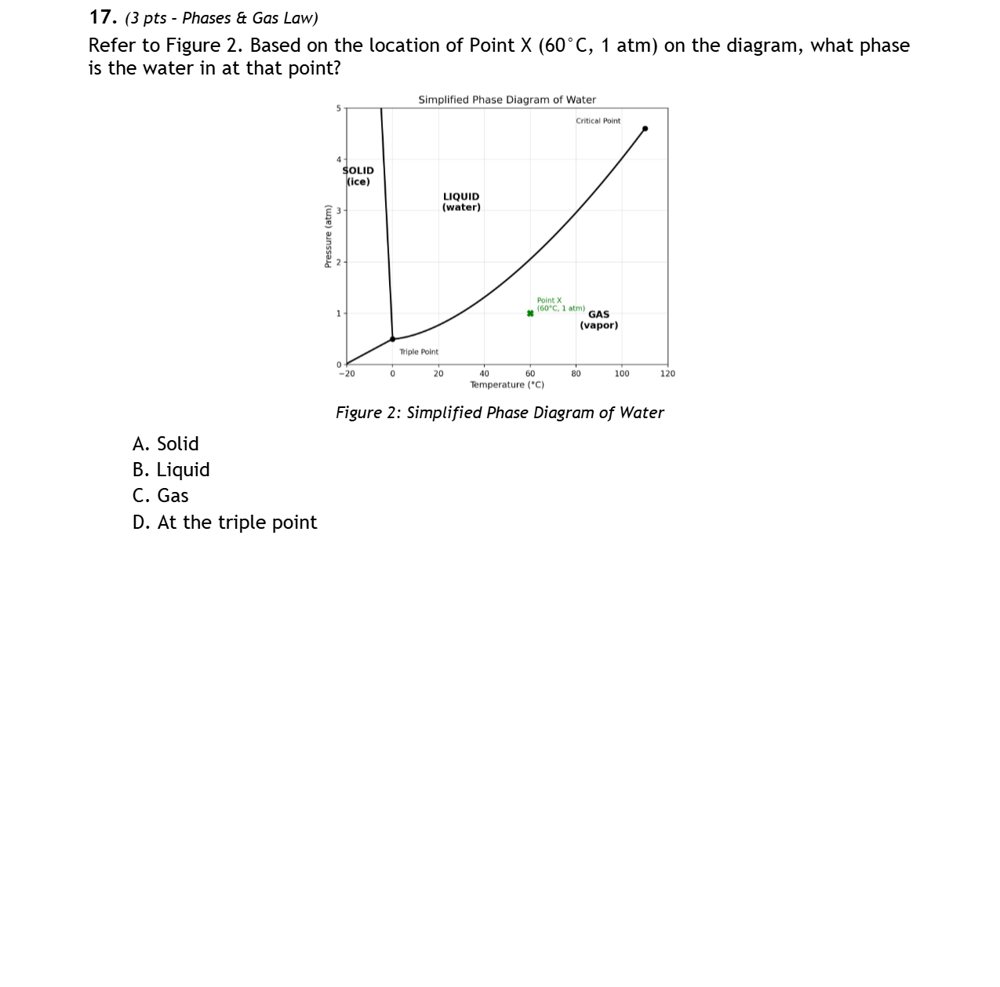 17. (3 pts - Phases & Gas Law)
Refer to Figure 2. Based on the location of Point X (60°C, 1 atm) on the diagram, what phase
is the water in at that point?
Simplified Phase Diagram of Water
5
Critical Point
4
SOLID
(ice)
LIQUID
(water)
3
Pressure (atm)
2
Point X
(60°C, 1 atm)
1
GAS
(vapor)
Triple Point
0
−20 0 20 40 60 80 100 120
Temperature (°C)
Figure 2: Simplified Phase Diagram of Water
A. Solid
B. Liquid
C. Gas
D. At the triple point